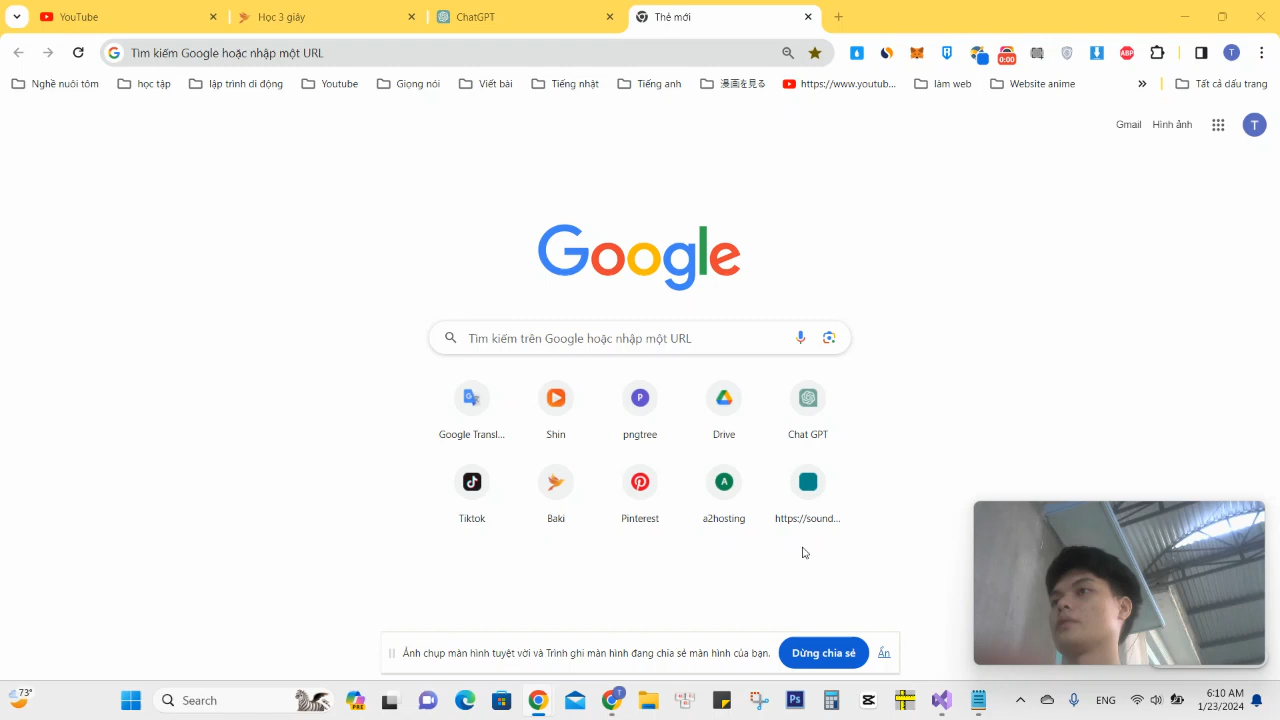 YouTube
Học 3 giây
ChatGPT
Thẻ mới
Tìm kiếm Google hoặc nhập một URL
0:00
ABP
T
Nghề nuôi tôm
học tập
lập trình di động
Youtube
Giọng nói
Viết bài
Tiếng nhật
Tiếng anh
漫画を見る
https://www.youtub...
làm web
Website anime
»
Tất cả dấu trang
Gmail
Hình ảnh
T
Google
Tìm kiếm trên Google hoặc nhập một URL
Google Transl...
Shin
P
pngtree
Drive
Chat GPT
Tiktok
Baki
Pinterest
A
a2hosting
https://sound...
Ảnh chụp màn hình tuyệt vời và Trình ghi màn hình đang chia sẻ màn hình của bạn.
Dừng chia sẻ
Ẩn
73°
Search
PRE
T
Ps
ENG
6:10 AM
1/23/2024